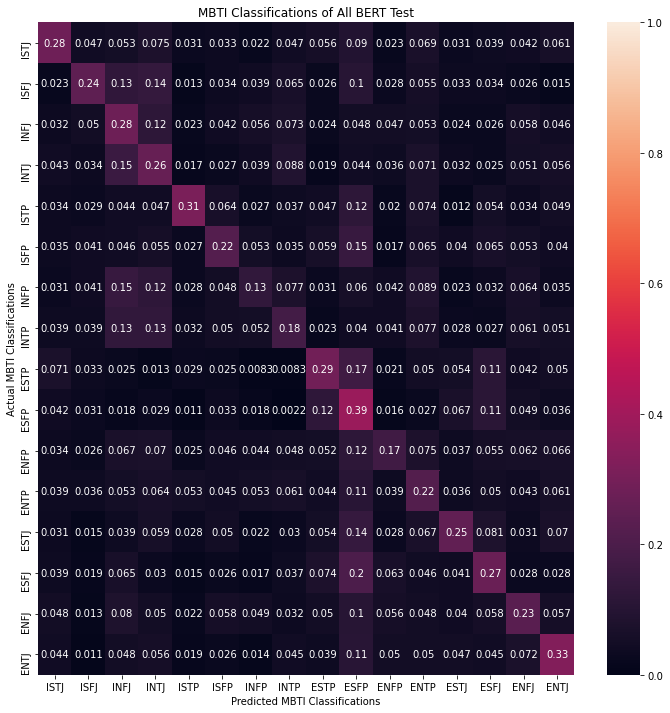 MBTI Classifications of All BERT Test
ISTJ 0.28 0.047 0.053 0.075 0.031 0.033 0.022 0.047 0.056 0.09 0.023 0.069 0.031 0.039 0.042 0.061
ISFJ 0.023 0.24 0.13 0.14 0.013 0.034 0.039 0.065 0.026 0.1 0.028 0.055 0.033 0.034 0.026 0.015
INFJ 0.032 0.05 0.28 0.12 0.023 0.042 0.056 0.073 0.024 0.048 0.047 0.053 0.024 0.026 0.058 0.046
INTJ 0.043 0.034 0.15 0.26 0.017 0.027 0.039 0.088 0.019 0.044 0.036 0.071 0.032 0.025 0.051 0.056
ISTP 0.034 0.029 0.044 0.047 0.31 0.064 0.027 0.037 0.047 0.12 0.02 0.074 0.012 0.054 0.034 0.049
ISFP 0.035 0.041 0.046 0.055 0.027 0.22 0.053 0.035 0.059 0.15 0.017 0.065 0.04 0.065 0.053 0.04
INFP 0.031 0.041 0.15 0.12 0.028 0.048 0.13 0.077 0.031 0.06 0.042 0.089 0.023 0.032 0.064 0.035
INTP 0.039 0.039 0.13 0.13 0.032 0.05 0.052 0.18 0.023 0.04 0.041 0.077 0.028 0.027 0.061 0.051
ESTP 0.071 0.033 0.025 0.013 0.029 0.025 0.0083 0.0083 0.29 0.17 0.021 0.05 0.054 0.11 0.042 0.05
ESFP 0.042 0.031 0.018 0.029 0.011 0.033 0.018 0.0022 0.12 0.39 0.016 0.027 0.067 0.11 0.049 0.036
ENFP 0.034 0.026 0.067 0.07 0.025 0.046 0.044 0.048 0.052 0.12 0.17 0.075 0.037 0.055 0.062 0.066
ENTP 0.039 0.036 0.053 0.064 0.053 0.045 0.053 0.061 0.044 0.11 0.039 0.22 0.036 0.05 0.043 0.061
ESTJ 0.031 0.015 0.039 0.059 0.028 0.05 0.022 0.03 0.054 0.14 0.028 0.067 0.25 0.081 0.031 0.07
ESFJ 0.039 0.019 0.065 0.03 0.015 0.026 0.017 0.037 0.074 0.2 0.063 0.046 0.041 0.27 0.028 0.028
ENFJ 0.048 0.013 0.08 0.05 0.022 0.058 0.049 0.032 0.05 0.1 0.056 0.048 0.04 0.058 0.23 0.057
ENTJ 0.044 0.011 0.048 0.056 0.019 0.026 0.014 0.045 0.039 0.11 0.05 0.05 0.047 0.045 0.072 0.33
ISTJ ISFJ INFJ INTJ ISTP ISFP INFP INTP ESTP ESFP ENFP ENTP ESTJ ESFJ ENFJ ENTJ
Predicted MBTI Classifications
Actual MBTI Classifications
1.0
0.8
0.6
0.4
0.2
0.0